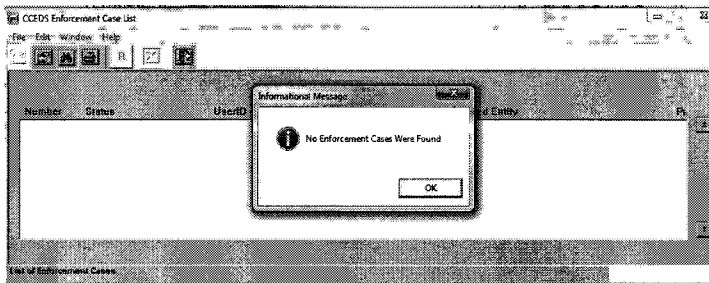 CCEDS Enforcement Case List
File Edit Window Help
Informational Message
Number Status UserID d Entity
No Enforcement Cases Were Found
OK
List of Enforcement Cases